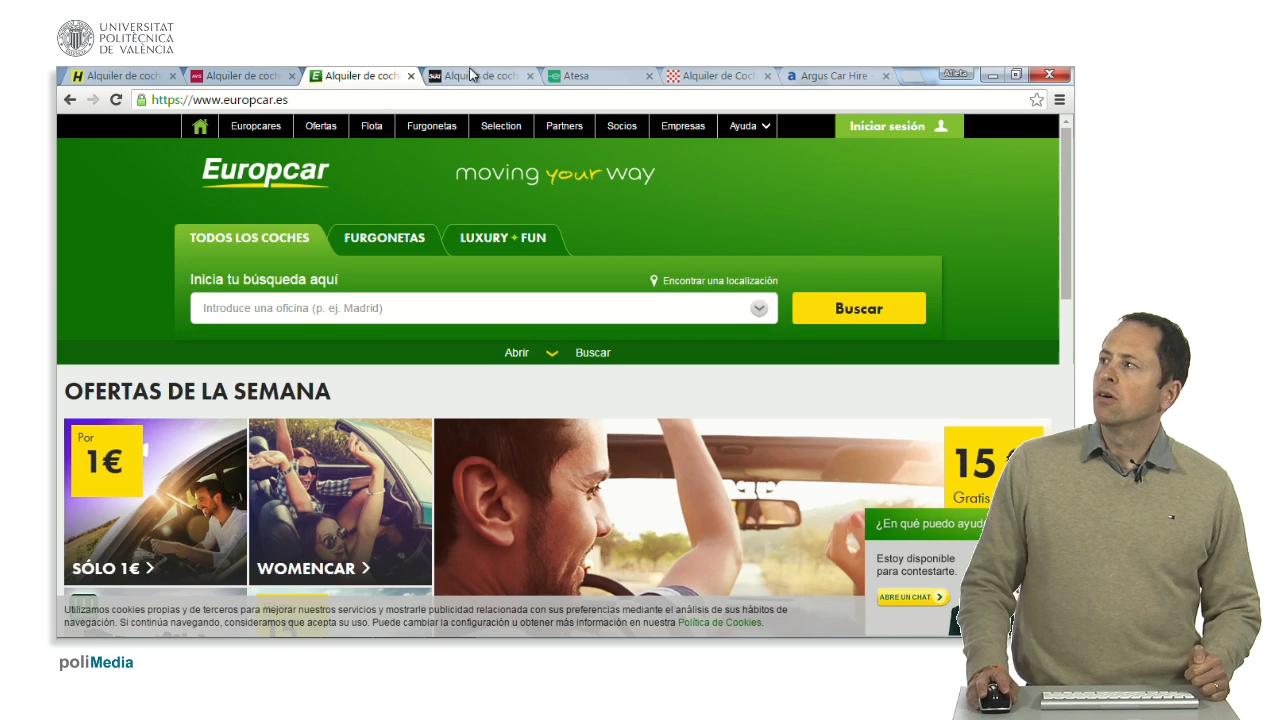 UNIVERSITAT
POLITÈCNICA
DE VALÈNCIA
Alquiler de coch
Alquiler de coch
Alquiler de coch
Alquiler de coch
Atesa
Alquiler de Coch
Argus Car Hire -
https://www.europcar.es
Europcares
Ofertas
Flota
Furgonetas
Selection
Partners
Socios
Empresas
Ayuda
Iniciar sesión
Europcar
moving your way
TODOS LOS COCHES
FURGONETAS
LUXURY + FUN
Inicia tu búsqueda aquí
Encontrar una localización
Introduce una oficina (p. ej. Madrid)
Buscar
Abrir
Buscar
OFERTAS DE LA SEMANA
Por
1€
SÓLO 1€
WOMENCAR
15
Gratis
¿En qué puedo ayud
Estoy disponible
para contestarte.
ABRE UN CHAT
Utilizamos cookies propias y de terceros para mejorar nuestros servicios y mostrarle publicidad relacionada con sus preferencias mediante el análisis de sus hábitos de
navegación. Si continúa navegando, consideramos que acepta su uso. Puede cambiar la configuración u obtener más información en nuestra Política de Cookies.
poliMedia